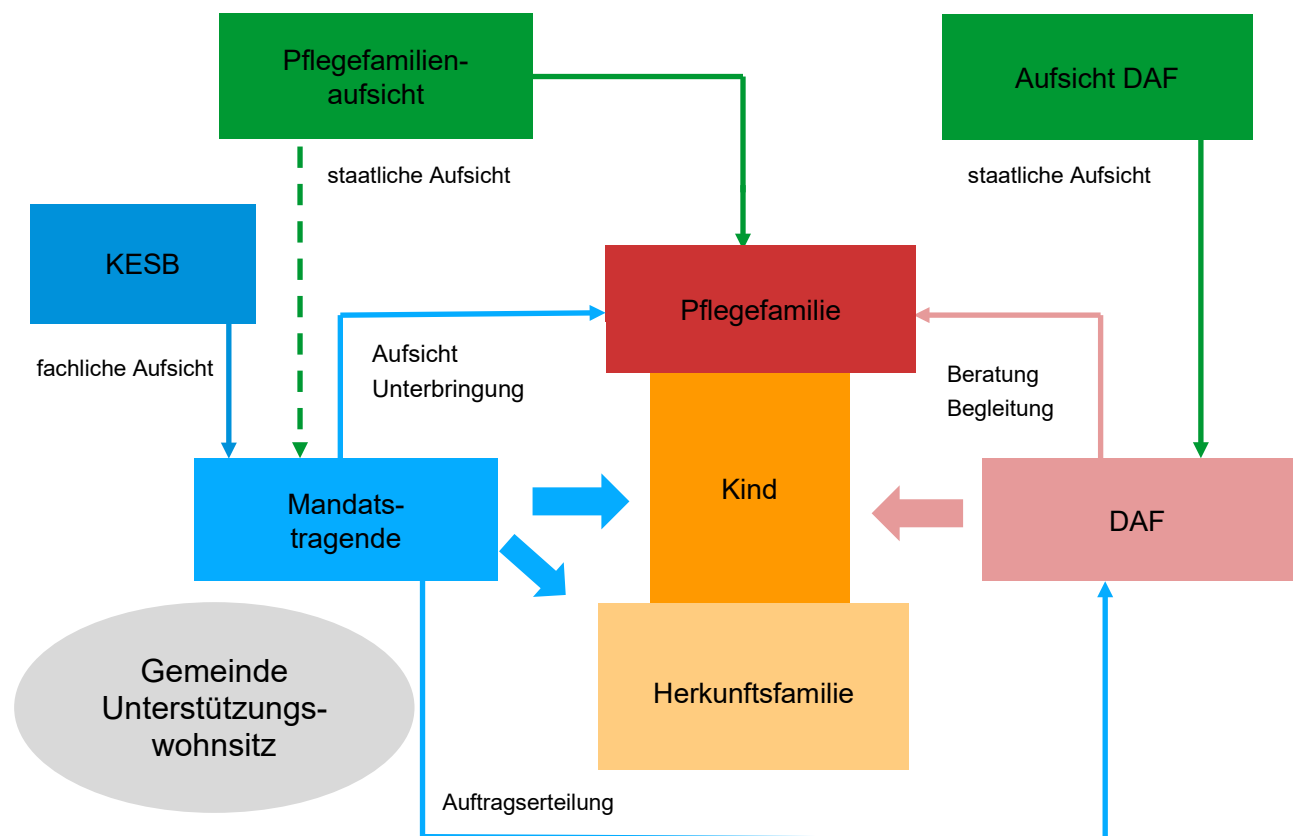 Pflegefamilien-
aufsicht
Aufsicht DAF
staatliche Aufsicht
staatliche Aufsicht
KESB
Pflegefamilie
fachliche Aufsicht
Aufsicht
Unterbringung
Beratung
Begleitung
Mandats-
tragende
Kind
DAF
Gemeinde
Unterstützungs-
wohnsitz
Herkunftsfamilie
Auftragserteilung